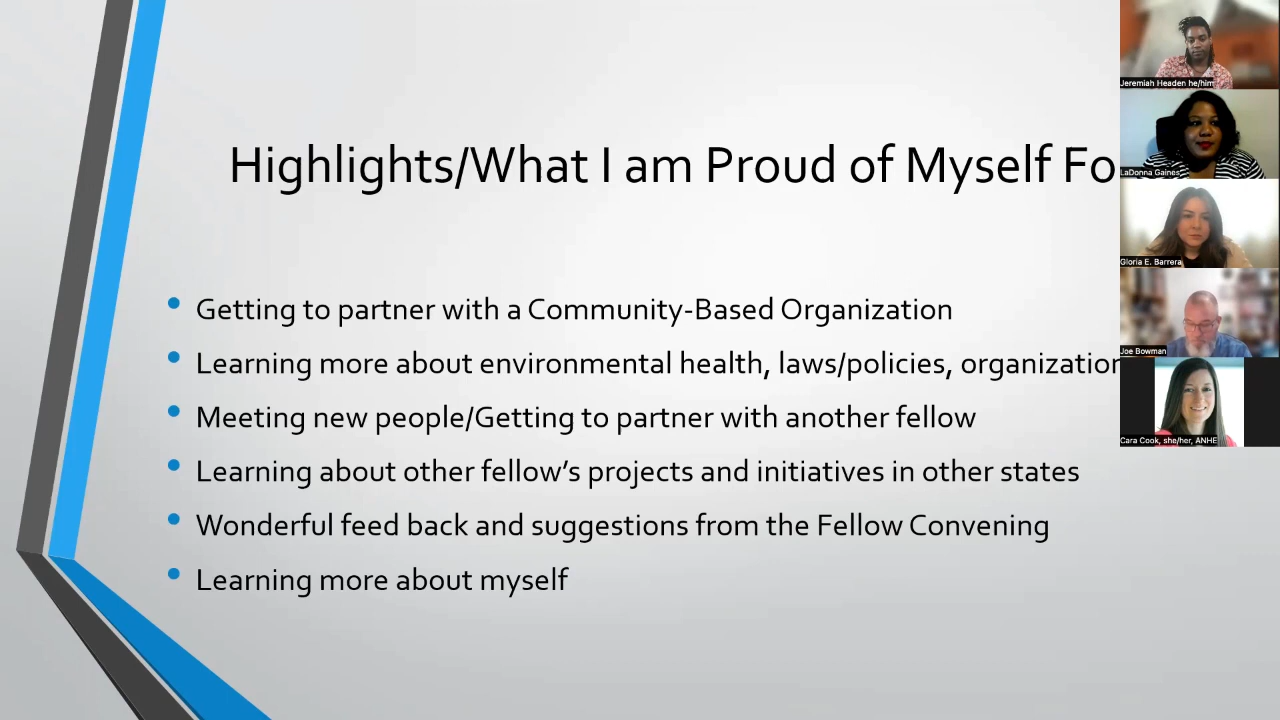 Highlights/What I am Proud of Myself Fo
Getting to partner with a Community-Based Organization
Learning more about environmental health, laws/policies, organization
Meeting new people/Getting to partner with another fellow
Learning about other fellow's projects and initiatives in other states
Wonderful feed back and suggestions from the Fellow Convening
Learning more about myself
Jeremiah Headen he/him
LaDonna Gaines
Gloria E. Barrera
Joe Bowman
Cara Cook, she/her, ANHE